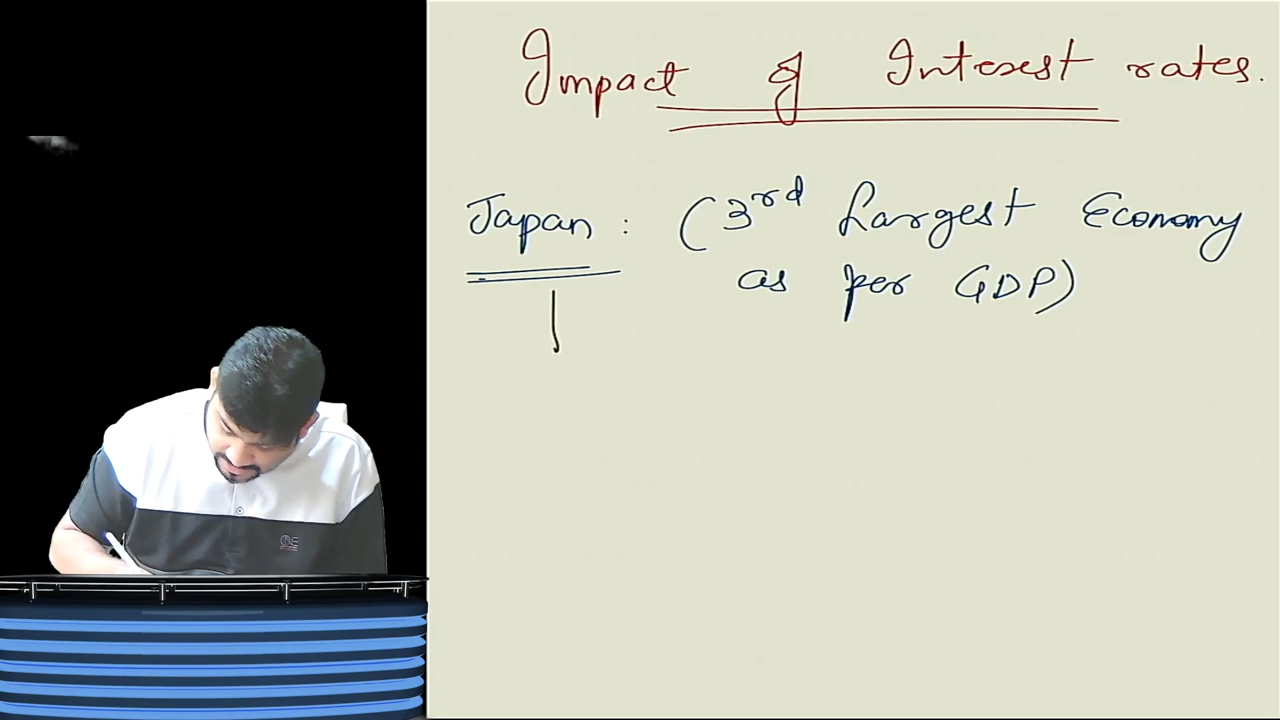 Impact of Interest rates.
Japan : (3rd Largest Economy
as per GDP)